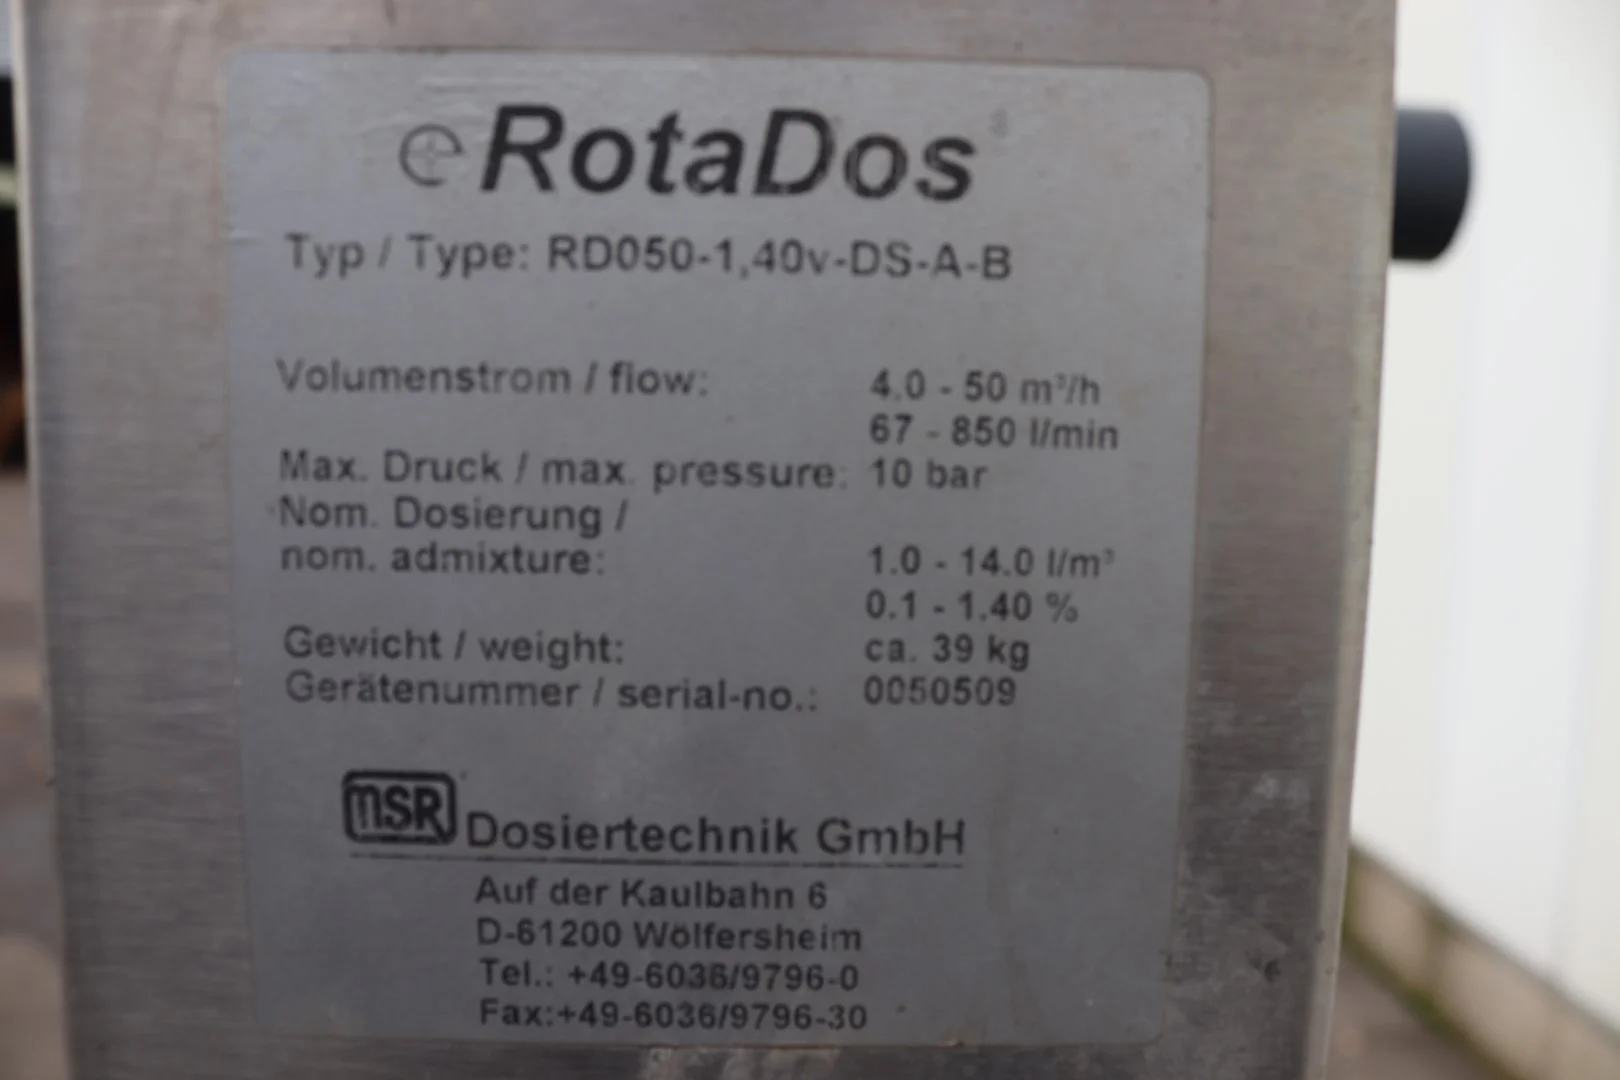 RotaDos
Typ / Type: RD050-1,40v-DS-A-B
Volumenstrom / flow: 4.0 - 50 m³/h
67 - 850 l/min
Max. Druck / max. pressure: 10 bar
Nom. Dosierung /
nom. admixture: 1.0 - 14.0 l/m³
0.1 - 1.40 %
Gewicht / weight: ca. 39 kg
Gerätenummer / serial-no.: 0050509
MSR Dosiertechnik GmbH
Auf der Kaulbahn 6
D-61200 Wölfersheim
Tel.: +49-6036/9796-0
Fax:+49-6036/9796-30